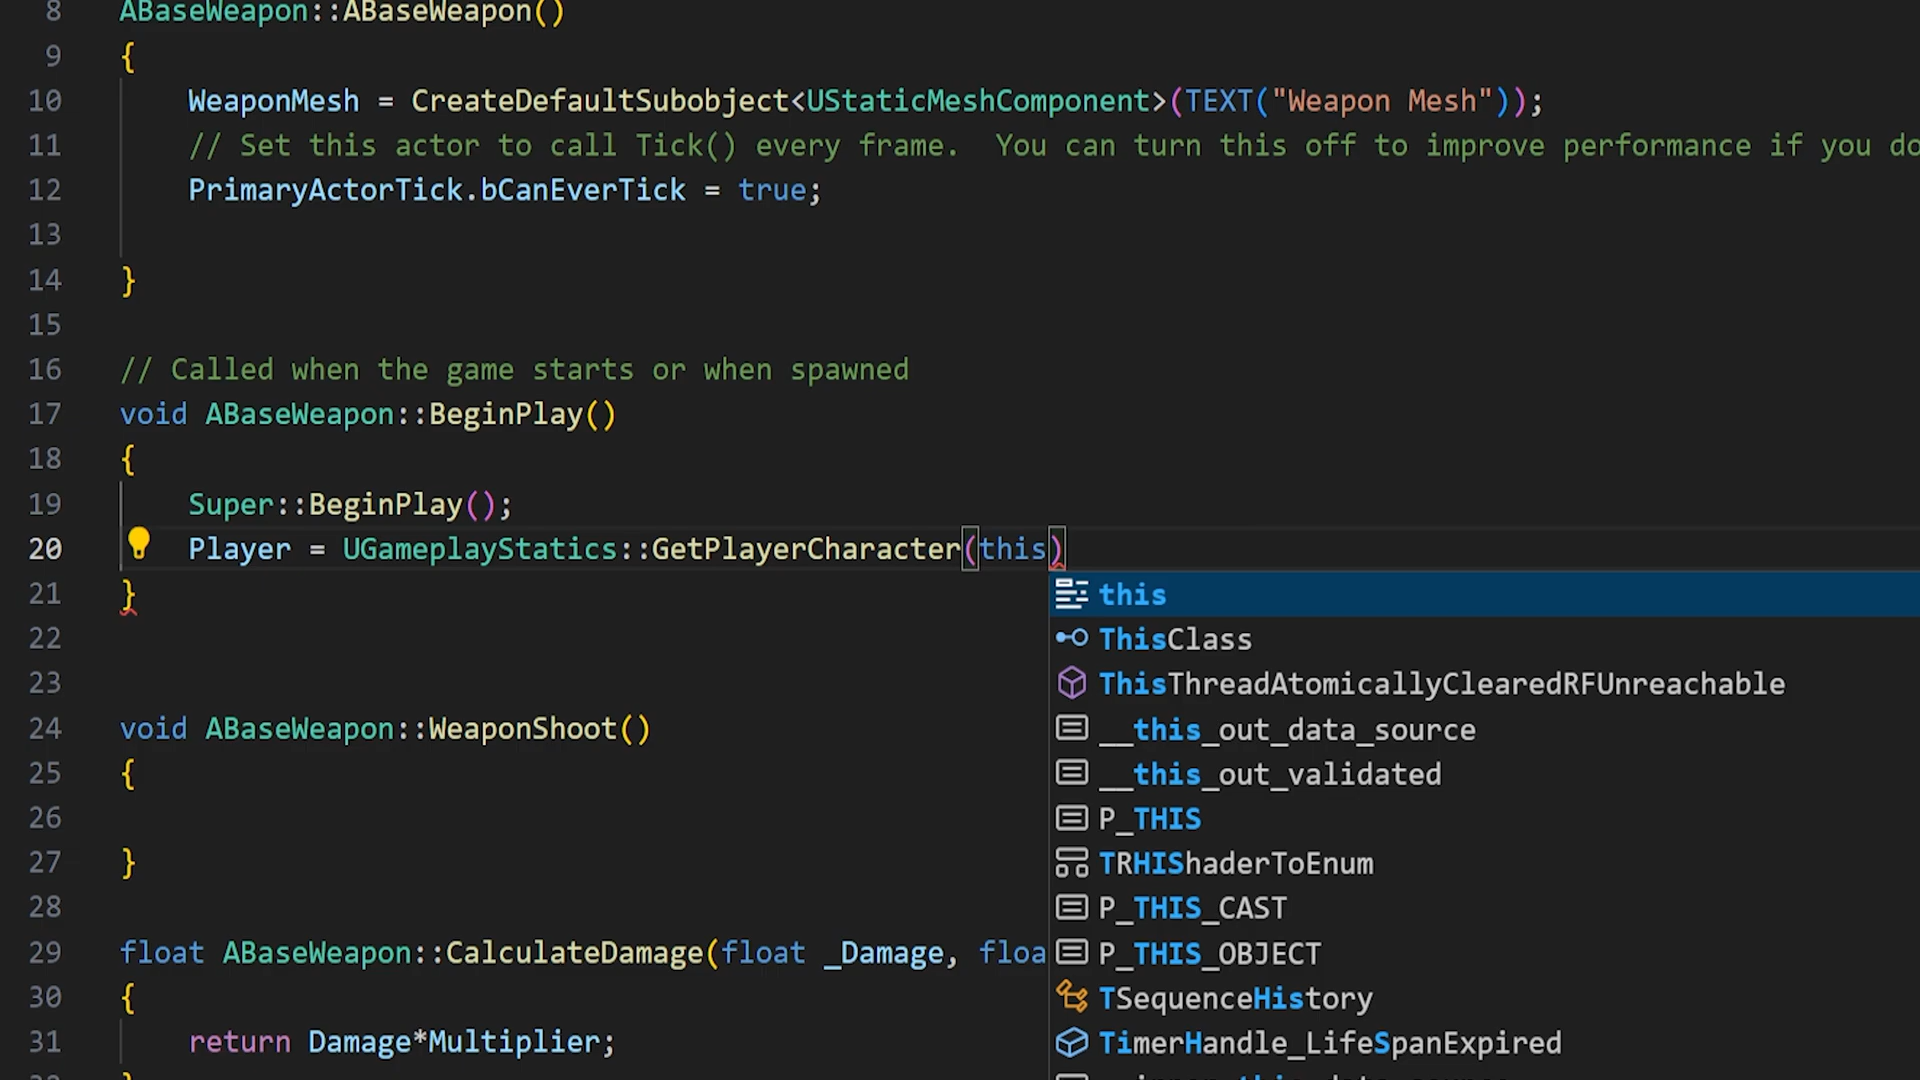 8 ABaseWeapon::ABaseWeapon()
9 {
10 WeaponMesh = CreateDefaultSubobject<UStaticMeshComponent>(TEXT("Weapon Mesh"));
11 // Set this actor to call Tick() every frame.  You can turn this off to improve performance if you do
12 PrimaryActorTick.bCanEverTick = true;
13
14 }
15
16 // Called when the game starts or when spawned
17 void ABaseWeapon::BeginPlay()
18 {
19 Super::BeginPlay();
20 Player = UGameplayStatics::GetPlayerCharacter(this)
21 }
this
22
ThisClass
23
ThisThreadAtomicallyClearedRFUnreachable
24 void ABaseWeapon::WeaponShoot()
__this_out_data_source
25 {
__this_out_validated
26
P_THIS
27 }
TRHIShaderToEnum
28
P_THIS_CAST
29 float ABaseWeapon::CalculateDamage(float _Damage, floa
P_THIS_OBJECT
30 {
TSequenceHistory
31 return Damage*Multiplier;
TimerHandle_LifeSpanExpired